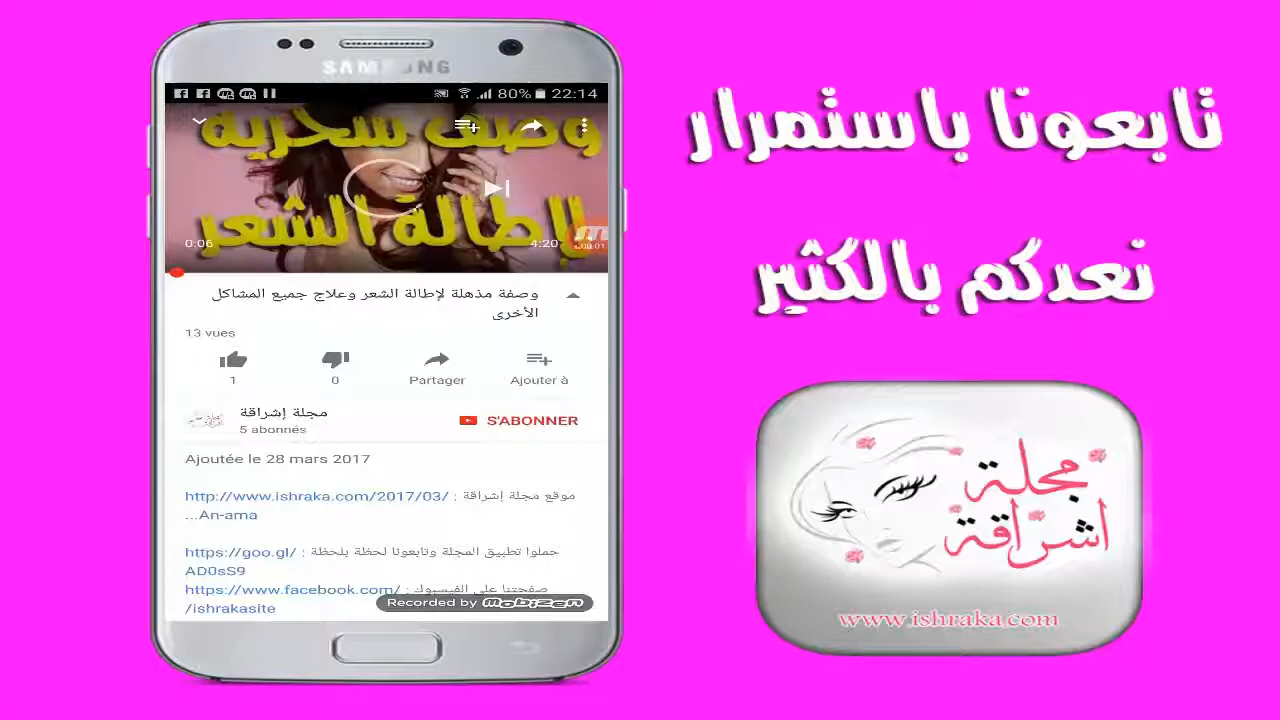 SAMSUNG
80% 22:14
وصفة سحرية
لإطالة الشعر
0:06
4:20
وصفة مذهلة لإطالة الشعر وعلاج جميع المشاكل
الأخرى
13 vues
1
0
Partager
Ajouter à
مجلة إشراقة
5 abonnés
S'ABONNER
Ajoutée le 28 mars 2017
موقع مجلة إشراقة : http://www.ishraka.com/2017/03/
An-ama...
حملوا تطبيق المجلة وتابعونا لحظة بلحظة : https://goo.gl/
AD0sS9
صفحتنا على الفيسبوك : https://www.facebook.com/
ishrakasite/
Recorded by Mobizen
تابعونا باستمرار
نعدكم بالكثير
مجلة
اشراقة
www.ishraka.com